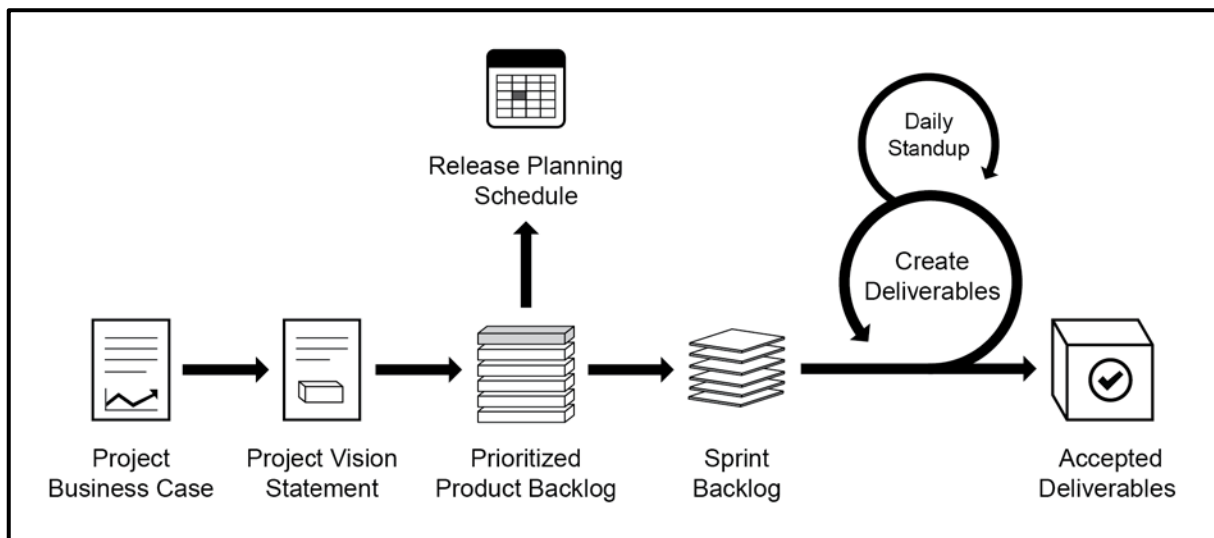 Release Planning
Schedule
Daily
Standup
Create
Deliverables
Project
Business Case
Project Vision
Statement
Prioritized
Product Backlog
Sprint
Backlog
Accepted
Deliverables